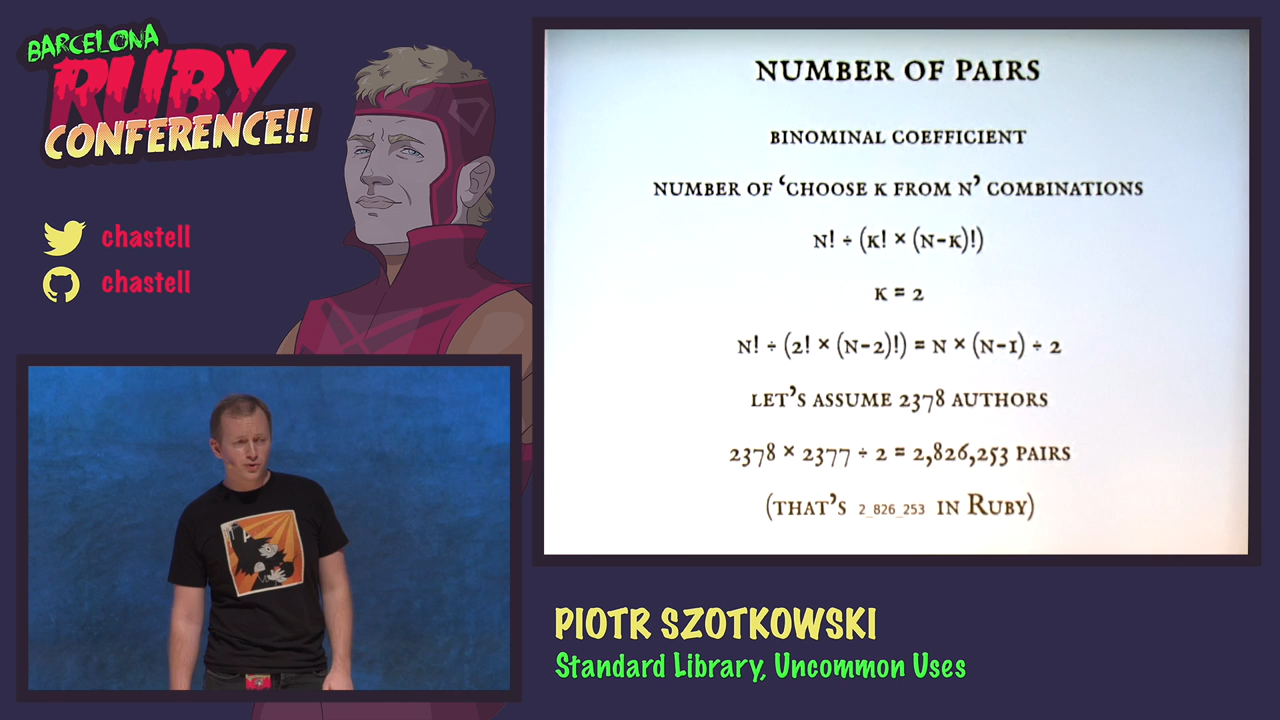 BARCELONA
RUBY
CONFERENCE!!
chastell
chastell
NUMBER OF PAIRS
BINOMINAL COEFFICIENT
NUMBER OF ‘CHOOSE K FROM N’ COMBINATIONS
N! ÷ (K! × (N−K)!)
K = 2
N! ÷ (2! × (N−2)!) = N × (N−1) ÷ 2
LET’S ASSUME 2378 AUTHORS
2378 × 2377 ÷ 2 = 2,826,253 PAIRS
(THAT’S 2_826_253 IN RUBY)
PIOTR SZOTKOWSKI
Standard Library, Uncommon Uses